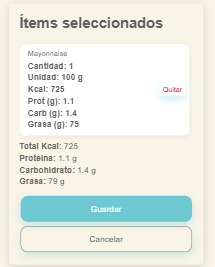 Ítems seleccionados
Mayonnaise
Cantidad: 1
Unidad: 100 g
Kcal: 725
Quitar
Prot (g): 1.1
Carb (g): 1.4
Grasa (g): 79
Total Kcal: 725
Proteína: 1.1 g
Carbohidrato: 1.4 g
Grasa: 79 g
Guardar
Cancelar